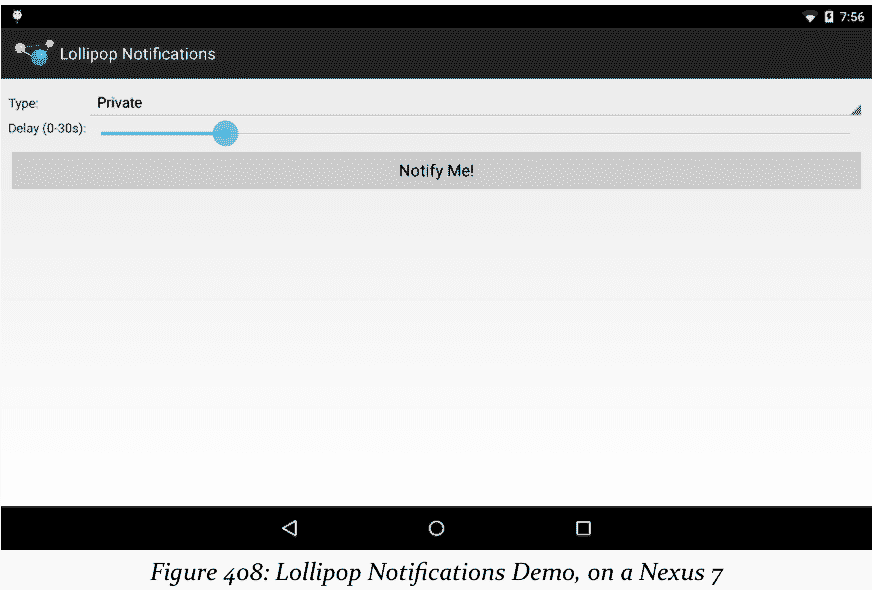 7:56
Lollipop Notifications
Type: Private
Delay (0-30s):
Notify Me!
Figure 408: Lollipop Notifications Demo, on a Nexus 7